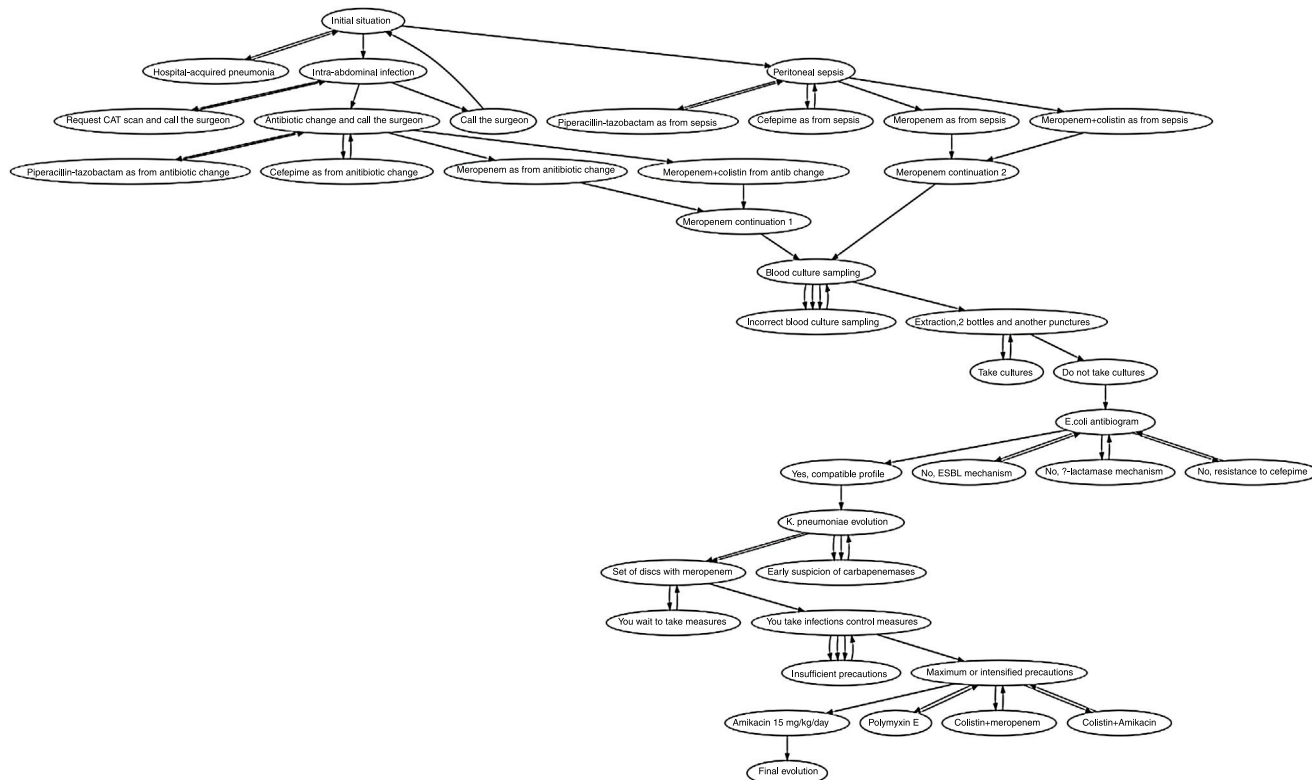 Initial situation
Hospital-acquired pneumonia
Intra-abdominal infection
Peritoneal sepsis
Request CAT scan and call the surgeon
Antibiotic change and call the surgeon
Call the surgeon
Piperacillin-tazobactam as from sepsis
Cefepime as from sepsis
Meropenem as from sepsis
Meropenem+colistin as from sepsis
Piperacillin-tazobactam as from antibiotic change
Cefepime as from anitibiotic change
Meropenem as from anitibiotic change
Meropenem+colistin from antib change
Meropenem continuation 2
Meropenem continuation 1
Blood culture sampling
Incorrect blood culture sampling
Extraction,2 bottles and another punctures
Take cultures
Do not take cultures
E.coli antibiogram
Yes, compatible profile
No, ESBL mechanism
No, ?-lactamase mechanism
No, resistance to cefepime
K. pneumoniae evolution
Set of discs with meropenem
Early suspicion of carbapenemases
You wait to take measures
You take infections control measures
Insufficient precautions
Maximum or intensified precautions
Amikacin 15 mg/kg/day
Polymyxin E
Colistin+meropenem
Colistin+Amikacin
Final evolution